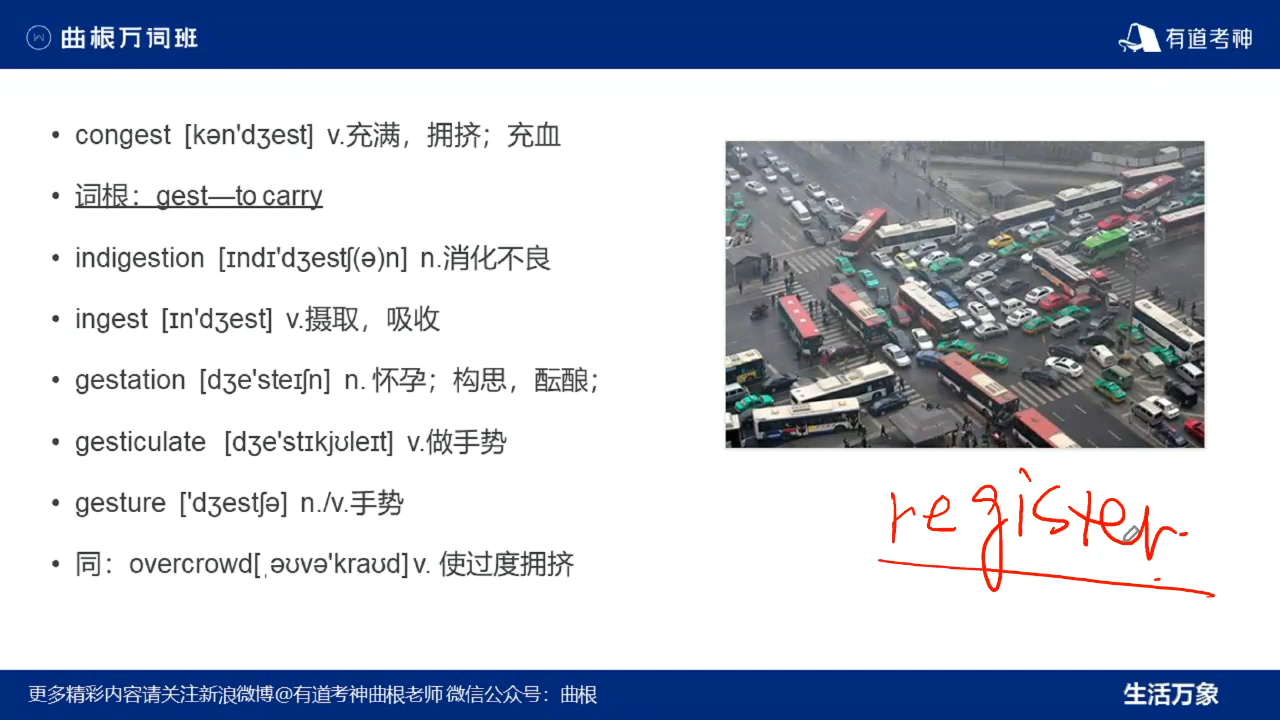 曲根万词班
有道考神
• congest [kən'dʒest] v.充满，拥挤；充血
• 词根：gest—to carry
• indigestion [ɪndɪ'dʒestʃ(ə)n] n.消化不良
• ingest [ɪn'dʒest] v.摄取，吸收
• gestation [dʒe'steɪʃn] n. 怀孕；构思，酝酿；
• gesticulate [dʒe'stɪkjʊleɪt] v.做手势
• gesture ['dʒestʃə] n./v.手势
• 同：overcrowd[ˌəʊvə'kraʊd] v. 使过度拥挤
register
更多精彩内容请关注新浪微博@有道考神曲根老师 微信公众号：曲根
生活万象